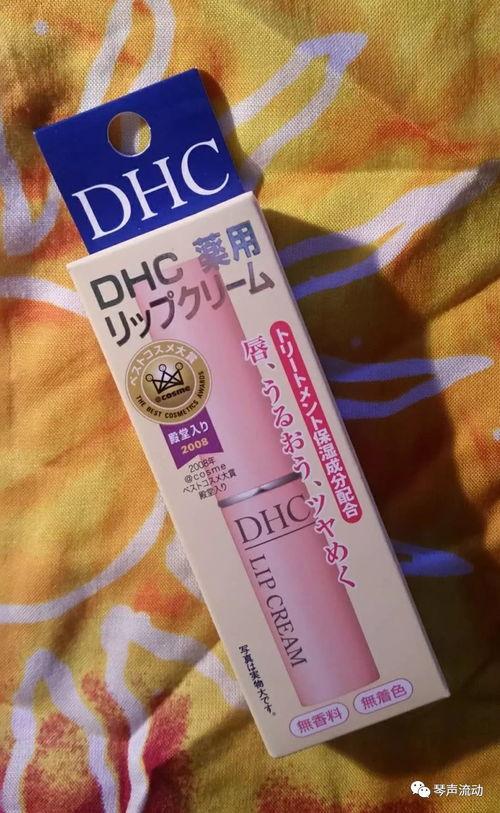 DHC
DHC 薬用
リップクリーム
ベストコスメ大賞
@cosme
THE BEST COSMETICS AWARDS
殿堂入り
2008
2008年
@cosme
ベストコスメ大賞
殿堂入り
トリートメント保湿成分配合
唇、うるおう、ツヤめく
DHC
LIP CREAM
写真は実物大です。
無香料
無着色
琴声流动